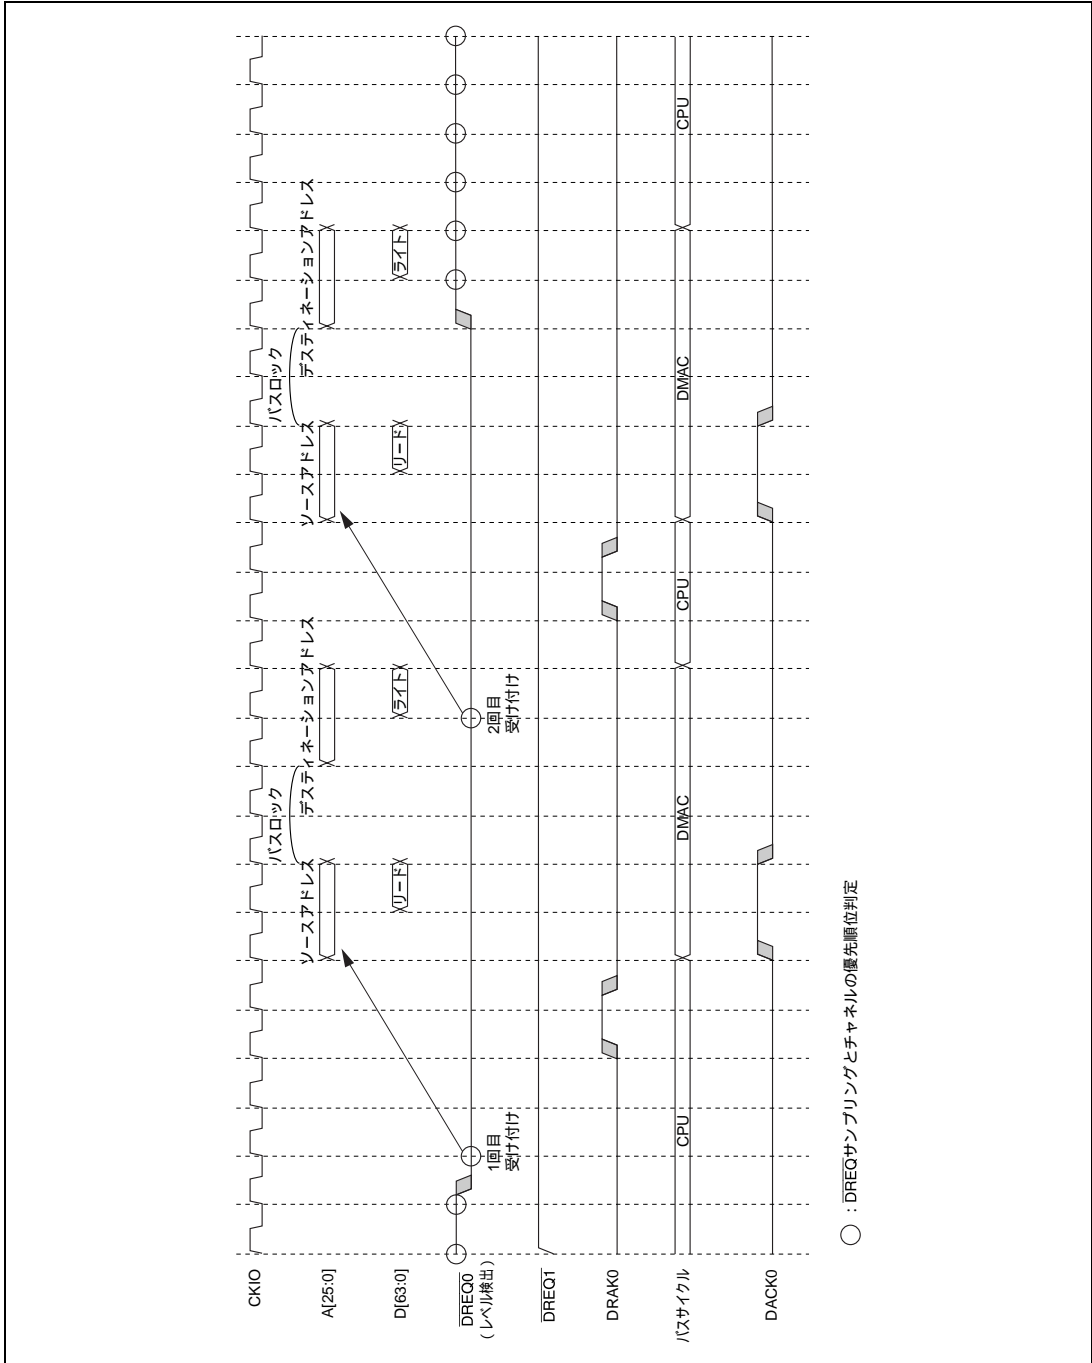 CKIO
A[25:0]
ソースアドレス
バスロック
デスティネーションアドレス
ソースアドレス
バスロック
デスティネーションアドレス
D[63:0]
リード
ライト
リード
ライト
DREQ0
(レベル検出)
1回目
受け付け
2回目
受け付け
DREQ1
DRAK0
バスサイクル
CPU
DMAC
CPU
DMAC
CPU
DACK0
○ : DREQサンプリングとチャネルの優先順位判定